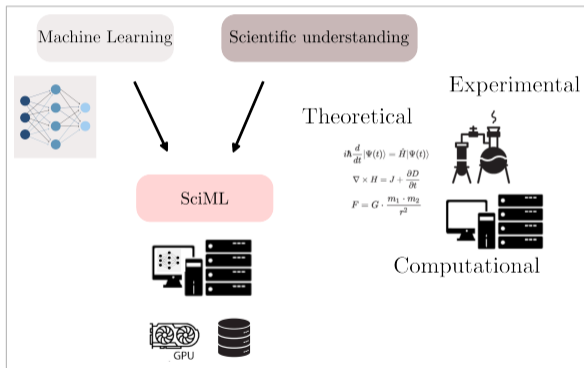 Machine Learning
Scientific understanding
Experimental
Theoretical
iℏ d/dt |Ψ(t)⟩ = Ĥ|Ψ(t)⟩
∇ × H = J + ∂D/∂t
F = G · m₁ · m₂/r²
SciML
Computational
GPU